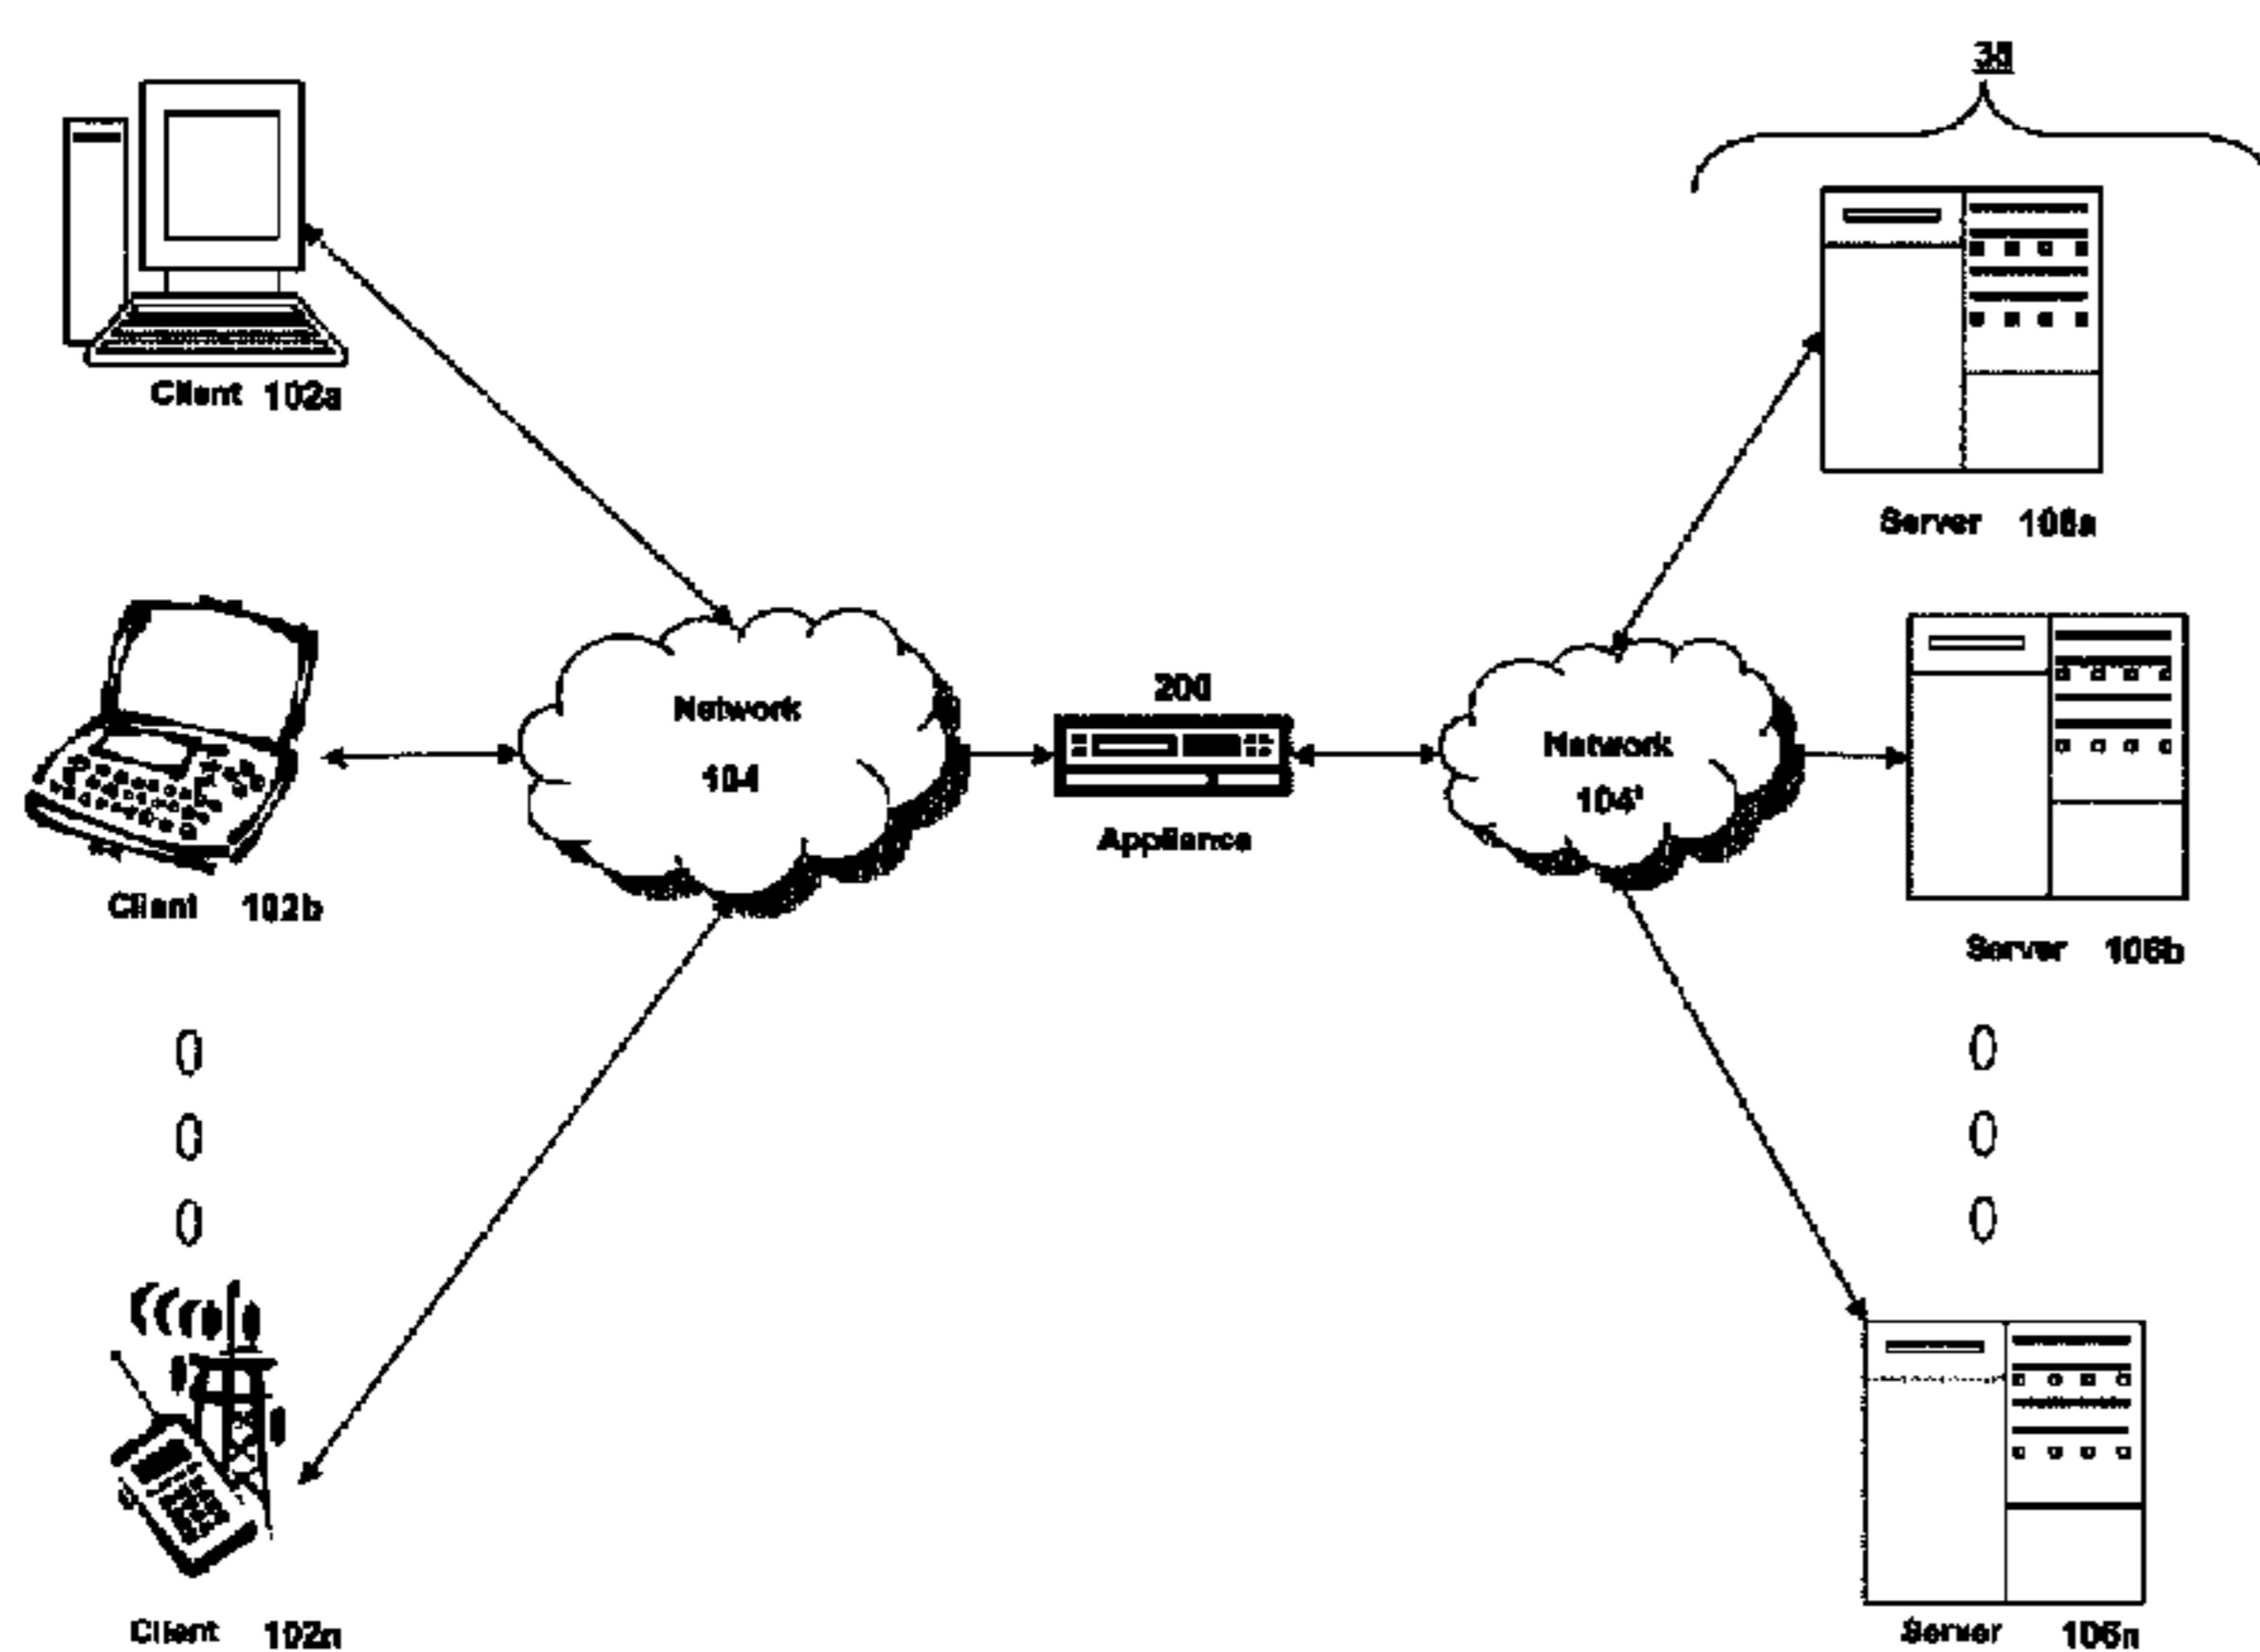 38
Client 102a
Server 106a
Network
104
200
Appliance
Network
104'
Client 102b
Server 106b
Client 102n
Server 106n